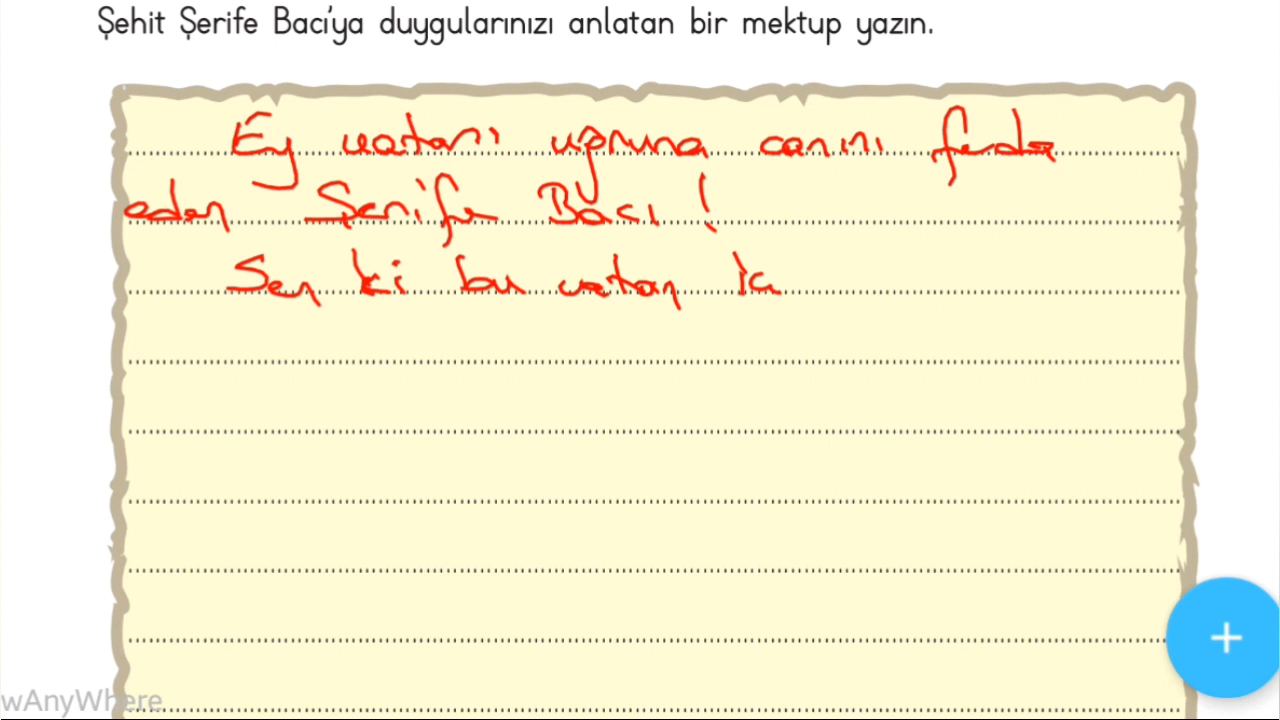 Şehit Şerife Bacı'ya duygularınızı anlatan bir mektup yazın.
Ey vatanı uğruna canını feda
eden Şerife Bacı!
Sen ki bu vatan
wAnyWhere